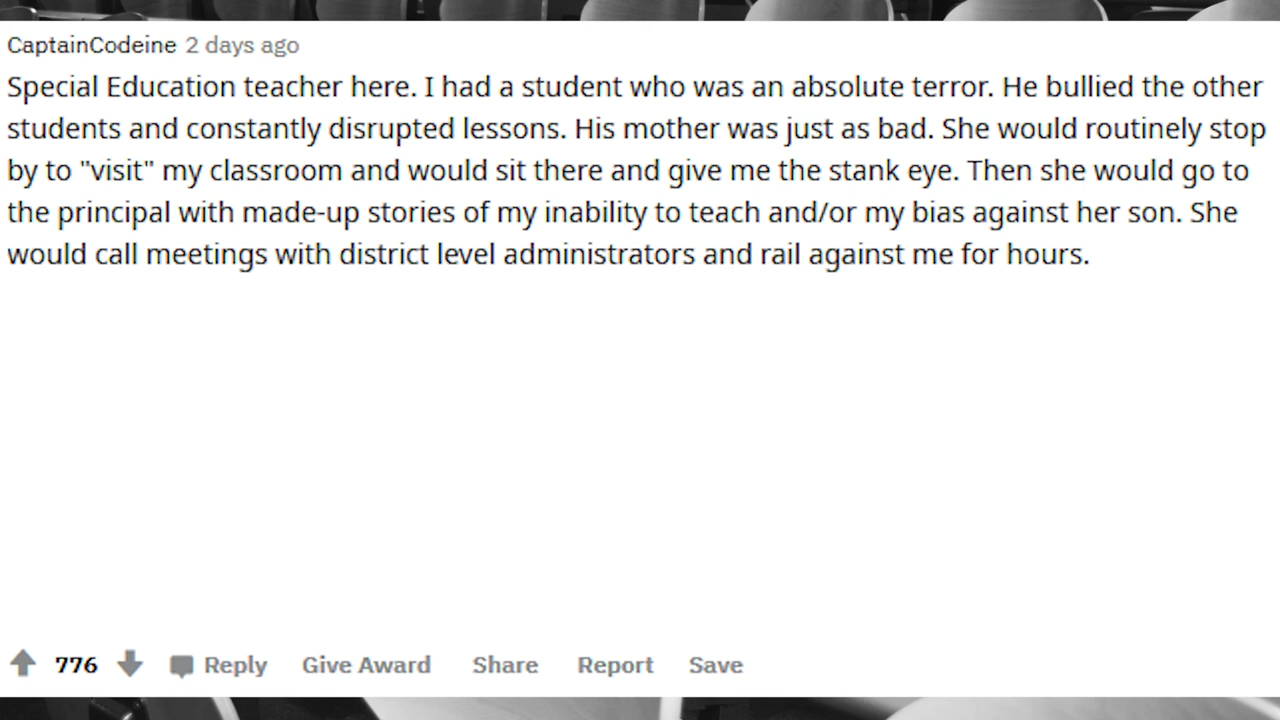 CaptainCodeine 2 days ago
Special Education teacher here. I had a student who was an absolute terror. He bullied the other
students and constantly disrupted lessons. His mother was just as bad. She would routinely stop
by to "visit" my classroom and would sit there and give me the stank eye. Then she would go to
the principal with made-up stories of my inability to teach and/or my bias against her son. She
would call meetings with district level administrators and rail against me for hours.
776 Reply Give Award Share Report Save